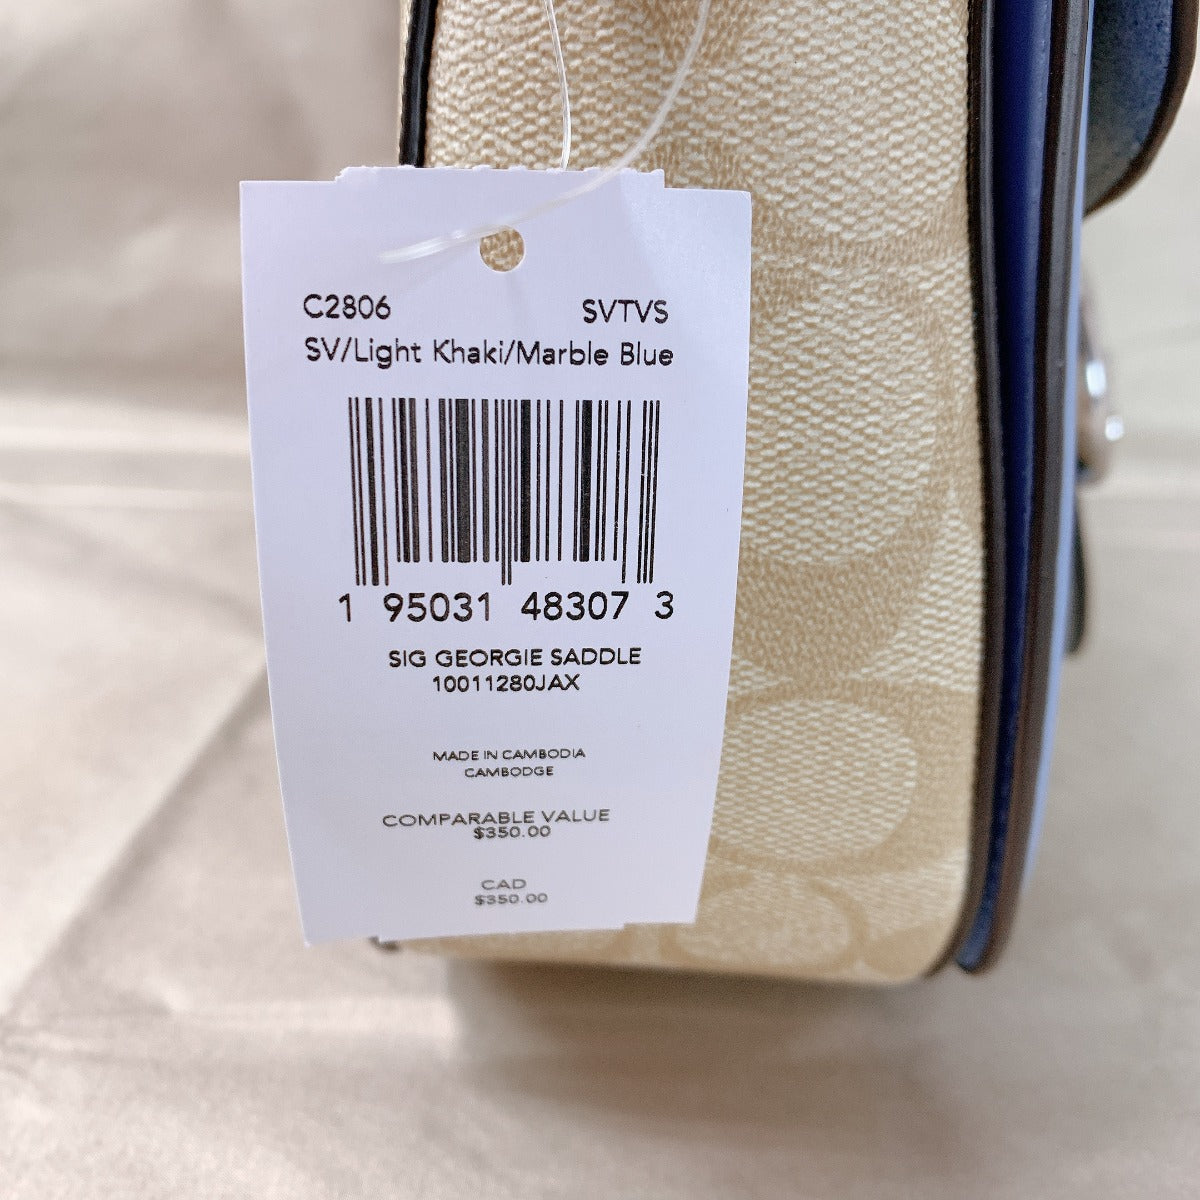 C2806 SVTVS
SV/Light Khaki/Marble Blue
1 95031 48307 3
SIG GEORGIE SADDLE
10011280JAX
MADE IN CAMBODIA
CAMBODGE
COMPARABLE VALUE
$350.00
CAD
$350.00